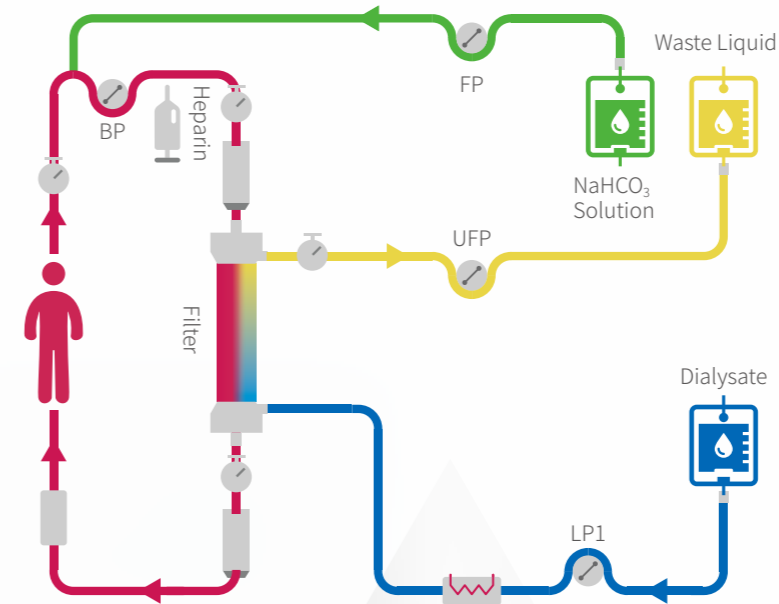 Waste Liquid
FP
BP
Heparin
NaHCO₃
Solution
UFP
Filter
Dialysate
LP1